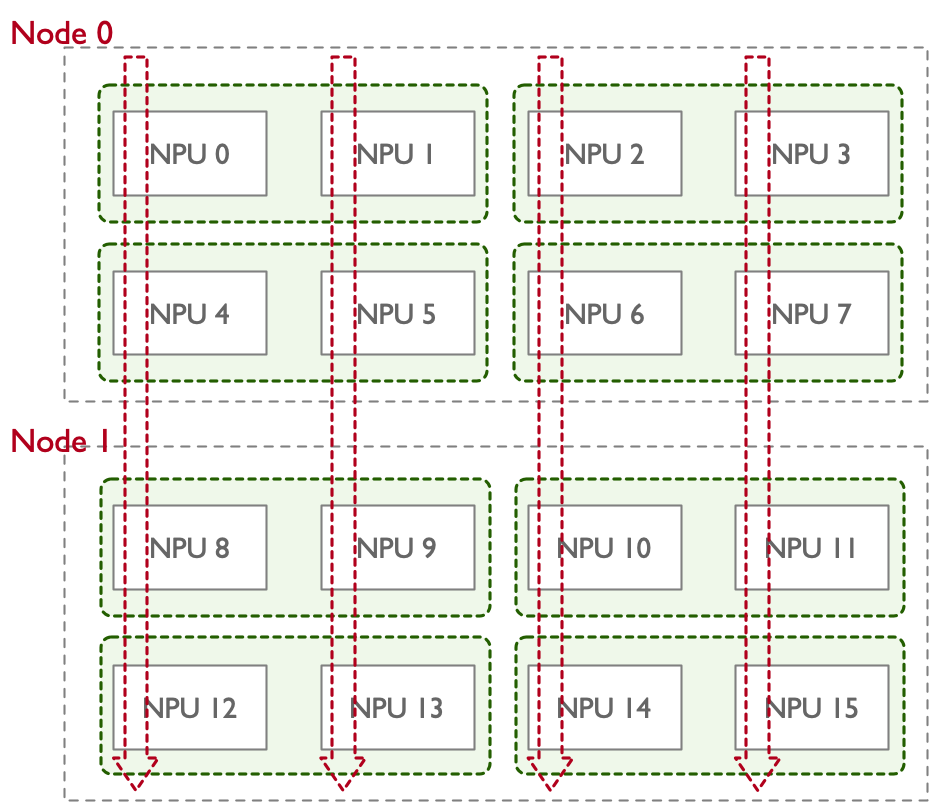 Node 0
NPU 0 NPU 1 NPU 2 NPU 3
NPU 4 NPU 5 NPU 6 NPU 7
Node 1
NPU 8 NPU 9 NPU 10 NPU 11
NPU 12 NPU 13 NPU 14 NPU 15